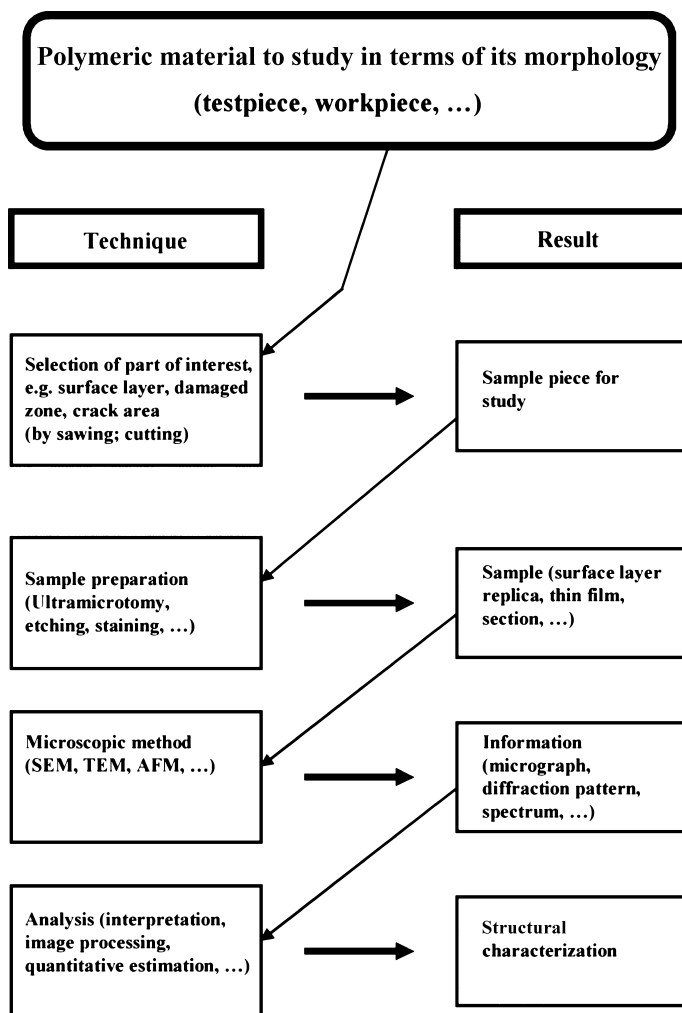 Polymeric material to study in terms of its morphology
(testpiece, workpiece, …)
Technique
Result
Selection of part of interest,
e.g. surface layer, damaged
zone, crack area
(by sawing; cutting)
Sample piece for
study
Sample preparation
(Ultramicrotomy,
etching, staining, …)
Sample (surface layer
replica, thin film,
section, …)
Microscopic method
(SEM, TEM, AFM, …)
Information
(micrograph,
diffraction pattern,
spectrum, …)
Analysis (interpretation,
image processing,
quantitative estimation, …)
Structural
characterization